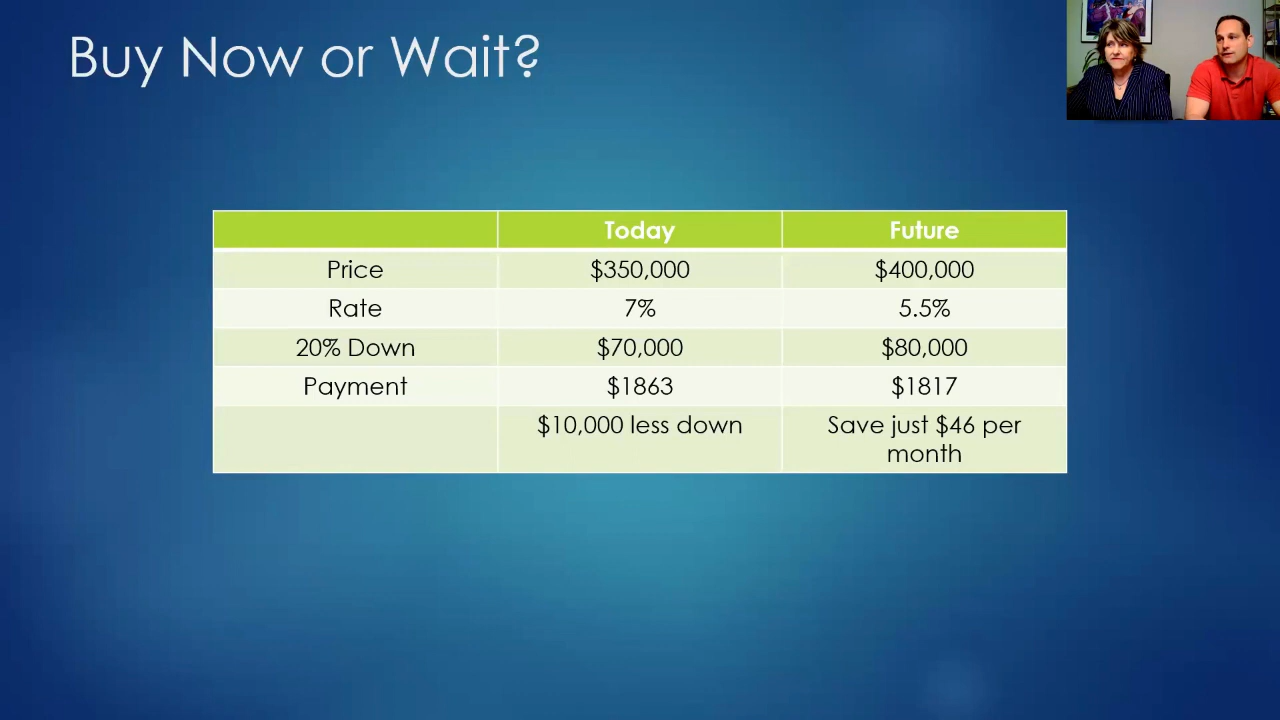 Buy Now or Wait?
Today Future
Price $350,000 $400,000
Rate 7% 5.5%
20% Down $70,000 $80,000
Payment $1863 $1817
$10,000 less down Save just $46 per
month